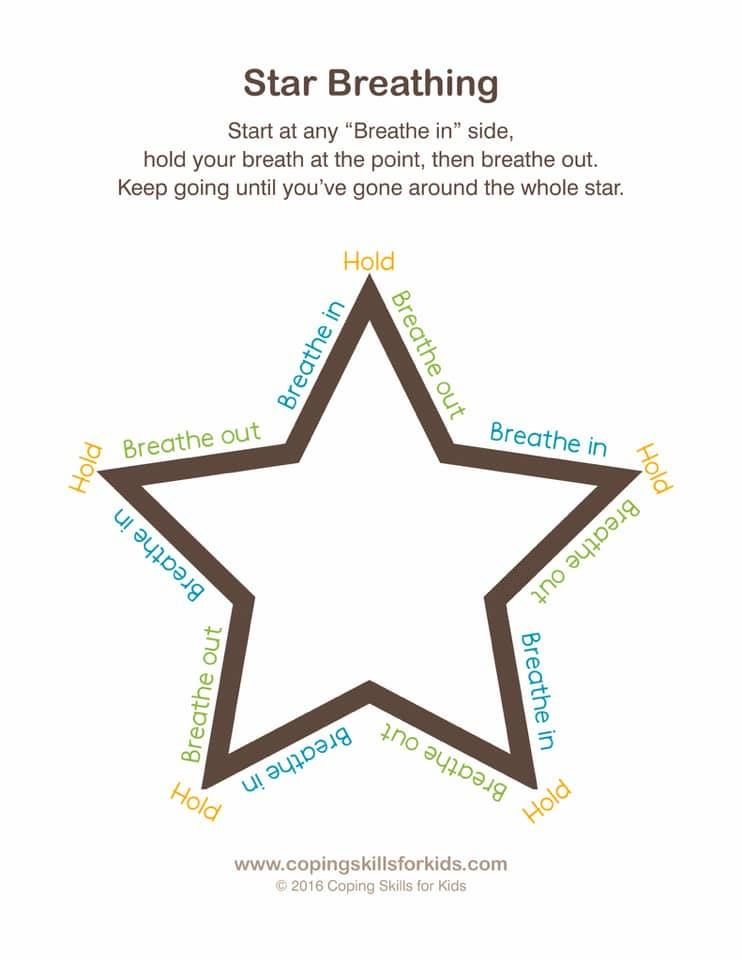 Star Breathing
Start at any “Breathe in” side,
hold your breath at the point, then breathe out.
Keep going until you’ve gone around the whole star.
Hold
Breathe out
Breathe in
Hold
Breathe out
Breathe in
Hold
Breathe out
Breathe in
Hold
Breathe out
Breathe in
Hold
Breathe out
Breathe in
www.copingskillsforkids.com
© 2016 Coping Skills for Kids